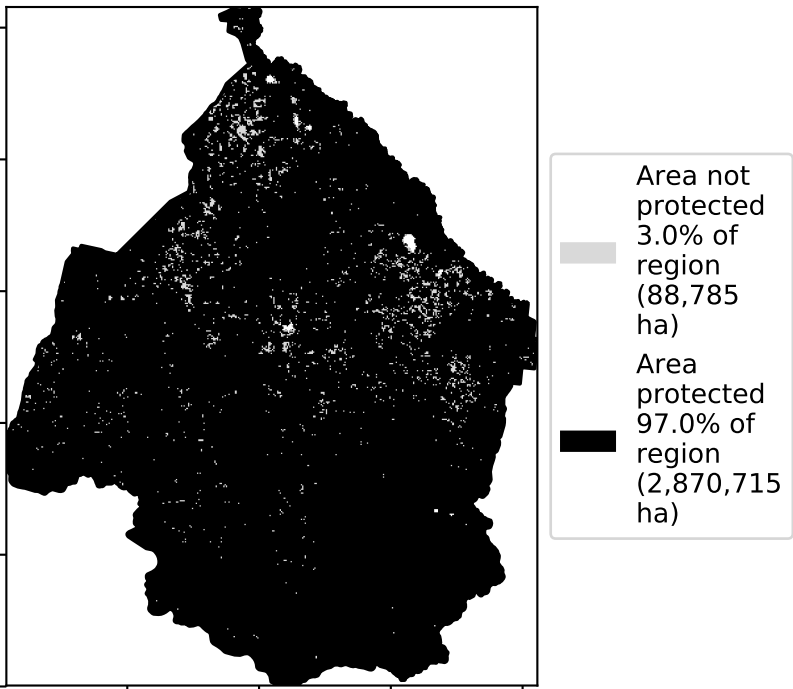 Area not
protected
3.0% of
region
(88,785
ha)
Area
protected
97.0% of
region
(2,870,715
ha)